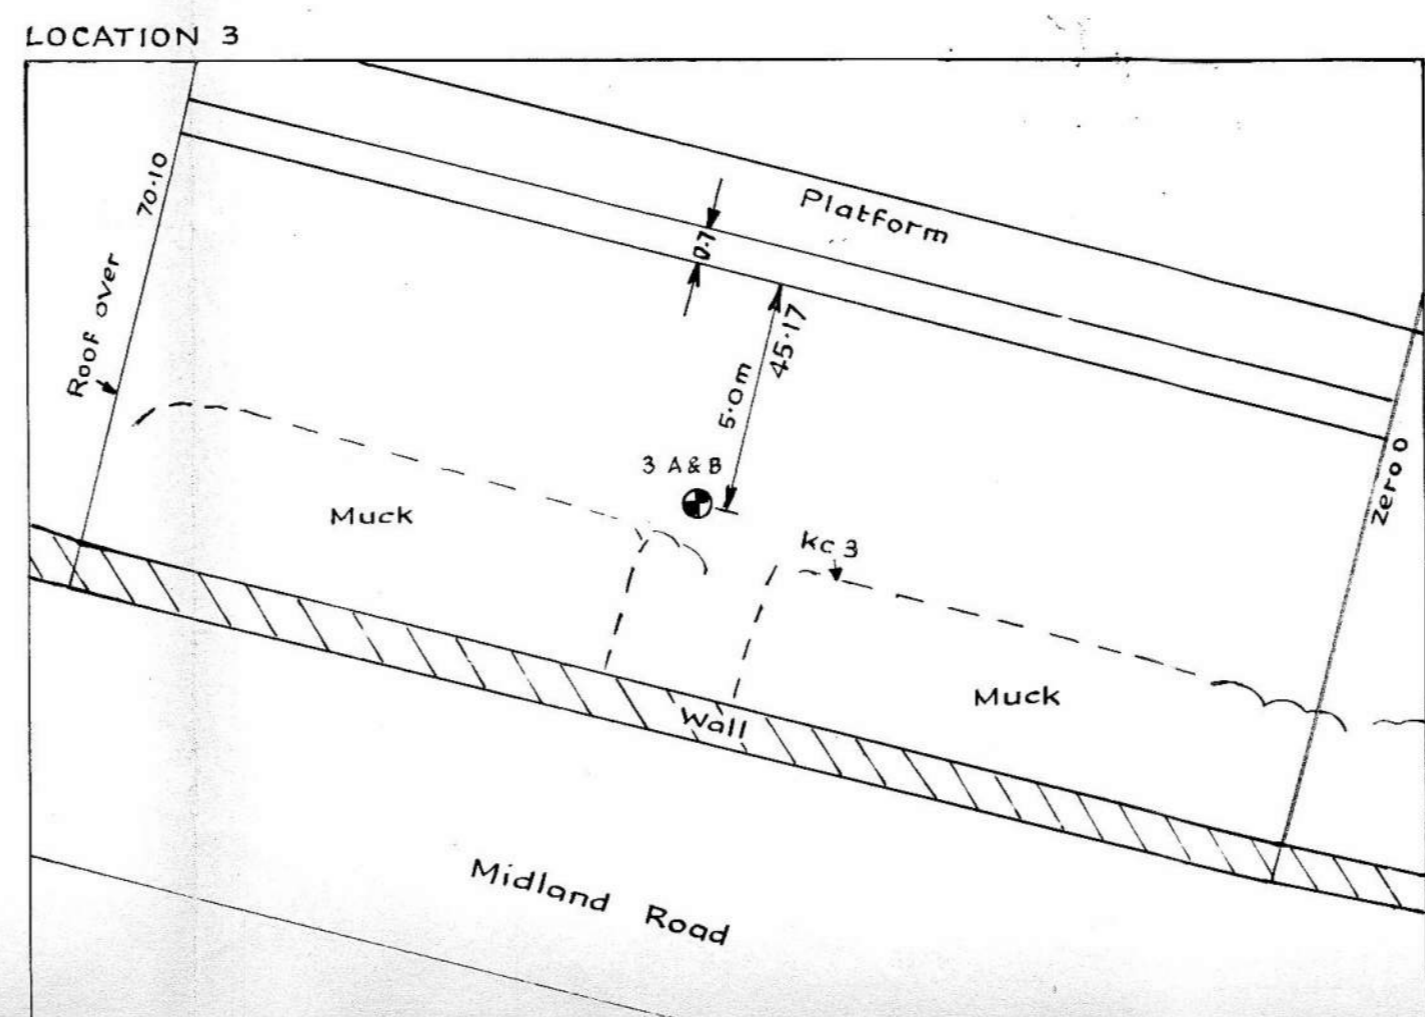 LOCATION 3
Platform
70·10
0·7
45·17
5·0m
Roof over
Zero 0
3 A & B
Muck
Kc 3
Muck
Wall
Midland Road